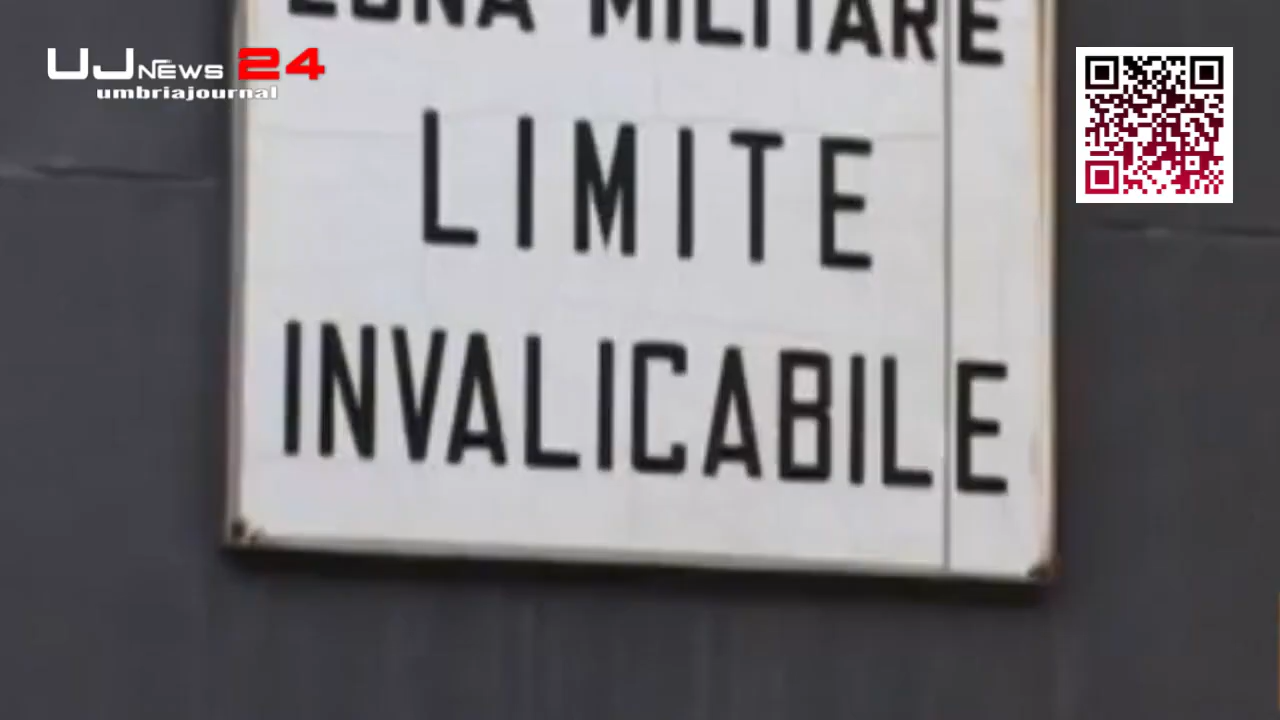 UJ NEWS 24
umbriajournal
ZONA MILITARE
LIMITE
INVALICABILE